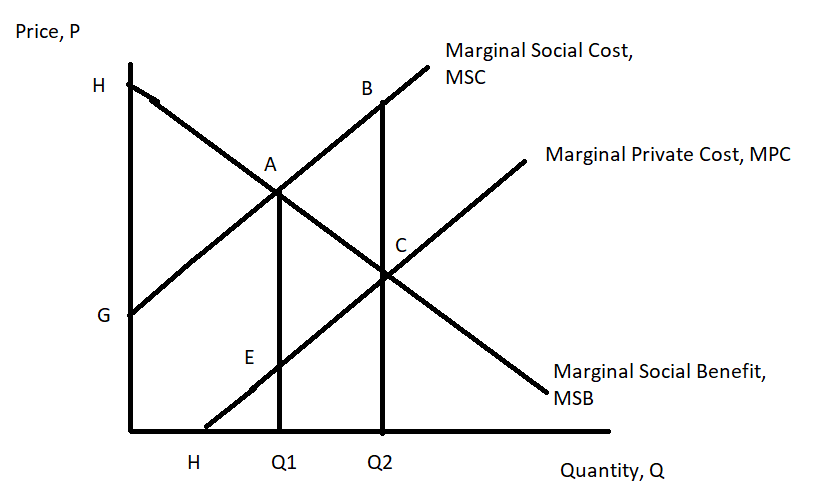 Price, P
Marginal Social Cost,
MSC
H
B
Marginal Private Cost, MPC
A
C
G
E
Marginal Social Benefit,
MSB
H
Q1
Q2
Quantity, Q